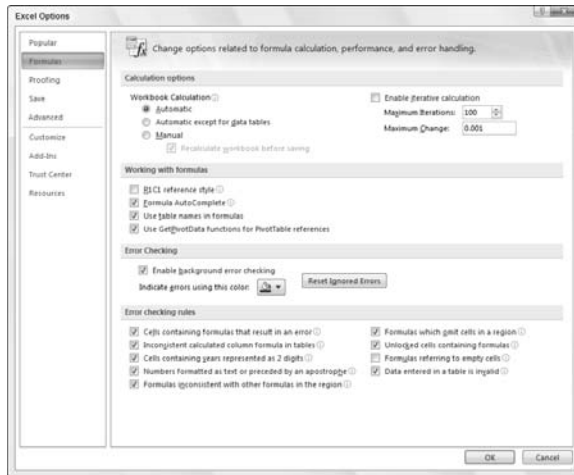 Excel Options
Popular
Formulas
Proofing
Save
Advanced
Customize
Add-Ins
Trust Center
Resources
Change options related to formula calculation, performance, and error handling.
Calculation options
Workbook Calculation
Automatic
Automatic except for data tables
Manual
Recalculate workbook before saving
Enable iterative calculation
Maximum Iterations: 100
Maximum Change: 0.001
Working with formulas
R1C1 reference style
Formula AutoComplete
Use table names in formulas
Use GetPivotData functions for PivotTable references
Error Checking
Enable background error checking
Indicate errors using this color:
Reset Ignored Errors
Error checking rules
Cells containing formulas that result in an error
Inconsistent calculated column formula in tables
Cells containing years represented as 2 digits
Numbers formatted as text or preceded by an apostrophe
Formulas inconsistent with other formulas in the region
Formulas which omit cells in a region
Unlocked cells containing formulas
Formulas referring to empty cells
Data entered in a table is invalid
OK
Cancel